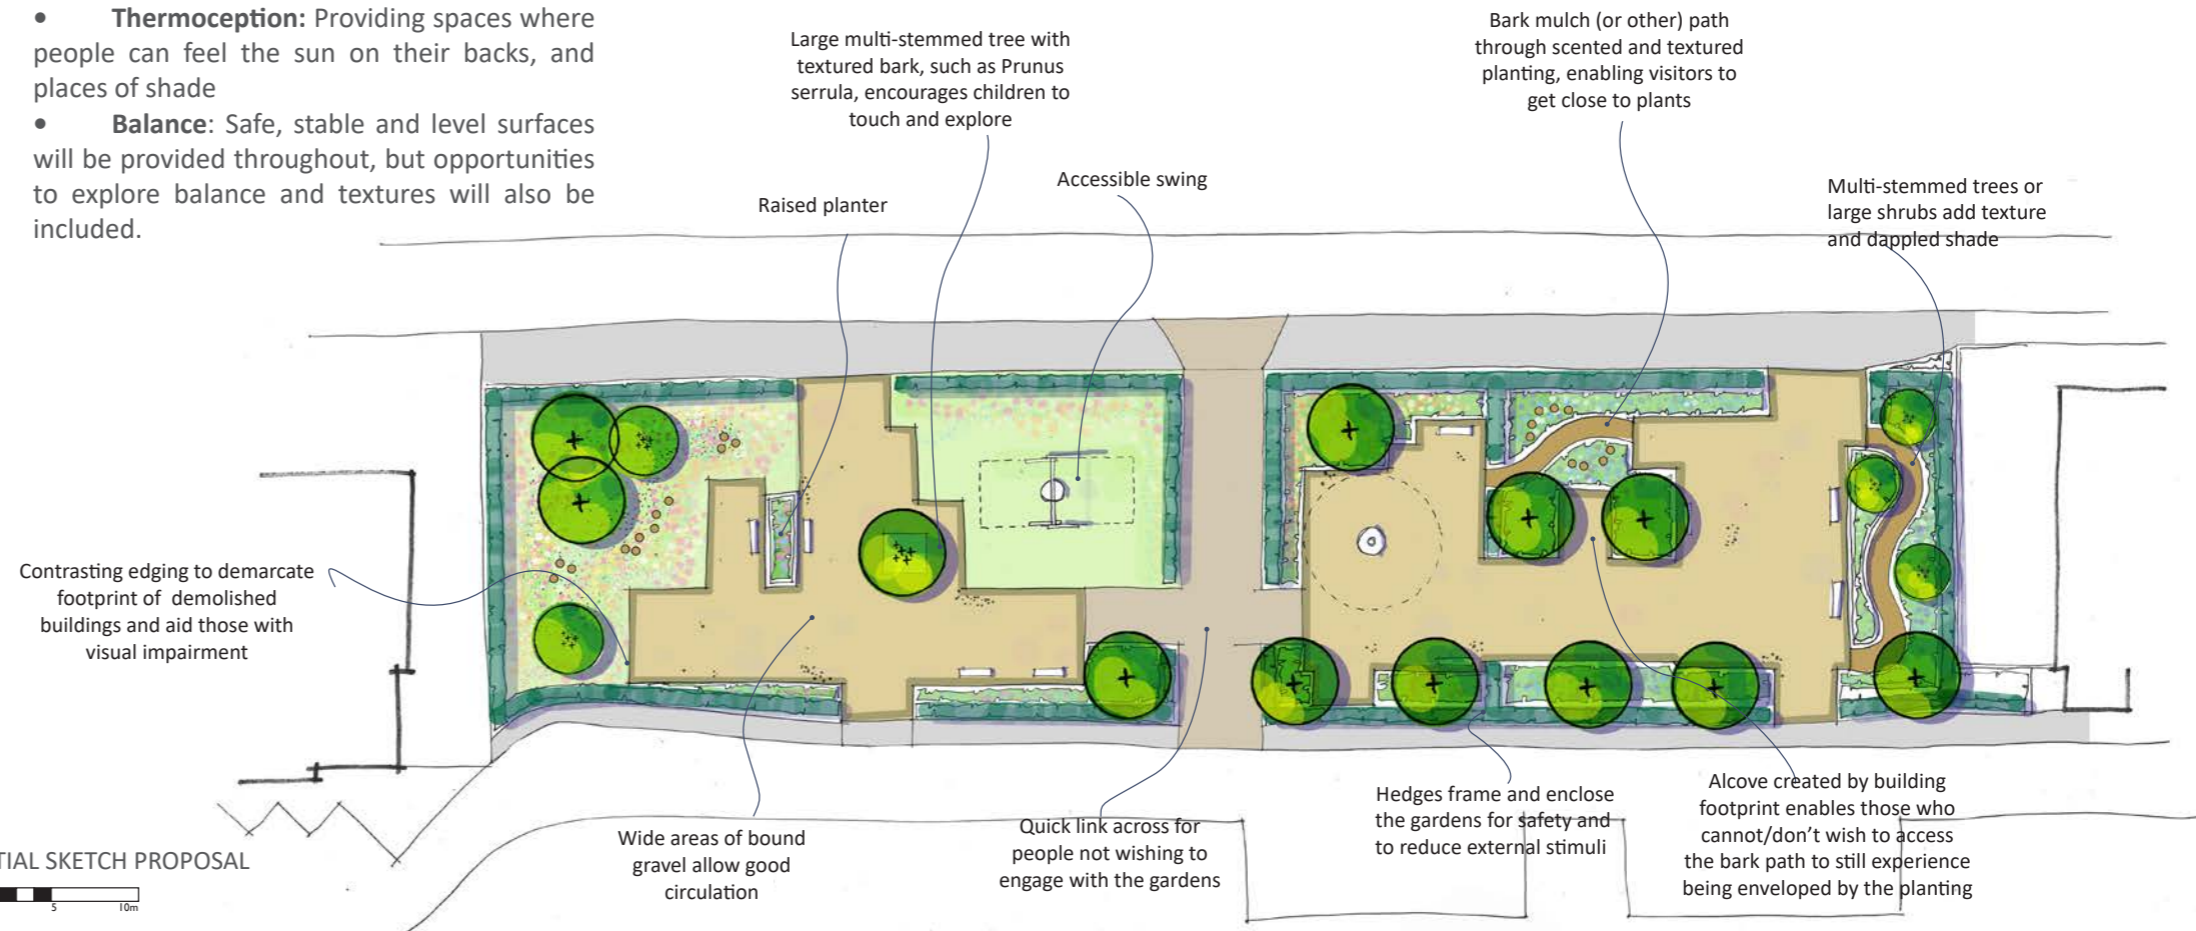 • Thermoception: Providing spaces where
people can feel the sun on their backs, and
places of shade
• Balance: Safe, stable and level surfaces
will be provided throughout, but opportunities
to explore balance and textures will also be
included.
Large multi-stemmed tree with
textured bark, such as Prunus
serrula, encourages children to
touch and explore
Bark mulch (or other) path
through scented and textured
planting, enabling visitors to
get close to plants
Raised planter
Accessible swing
Multi-stemmed trees or
large shrubs add texture
and dappled shade
Contrasting edging to demarcate
footprint of demolished
buildings and aid those with
visual impairment
Wide areas of bound
gravel allow good
circulation
Quick link across for
people not wishing to
engage with the gardens
Hedges frame and enclose
the gardens for safety and
to reduce external stimuli
Alcove created by building
footprint enables those who
cannot/don't wish to access
the bark path to still experience
being enveloped by the planting
TIAL SKETCH PROPOSAL
5 10m